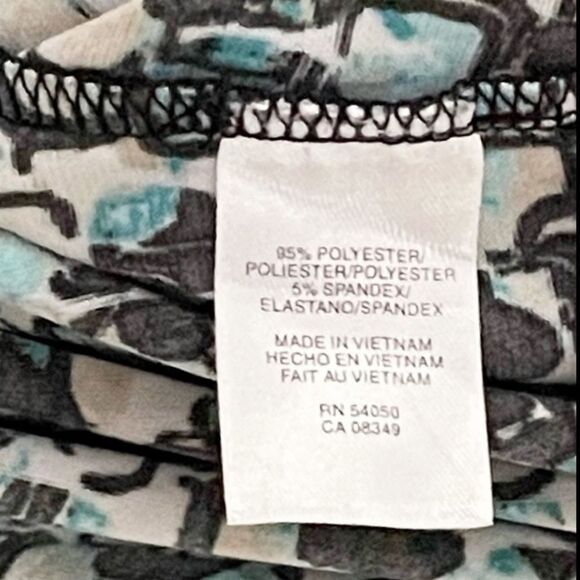 95% POLYESTER/
POLIESTER/POLYESTER
5% SPANDEX/
ELASTANO/SPANDEX
MADE IN VIETNAM
HECHO EN VIETNAM
FAIT AU VIETNAM
RN 54050
CA 08349